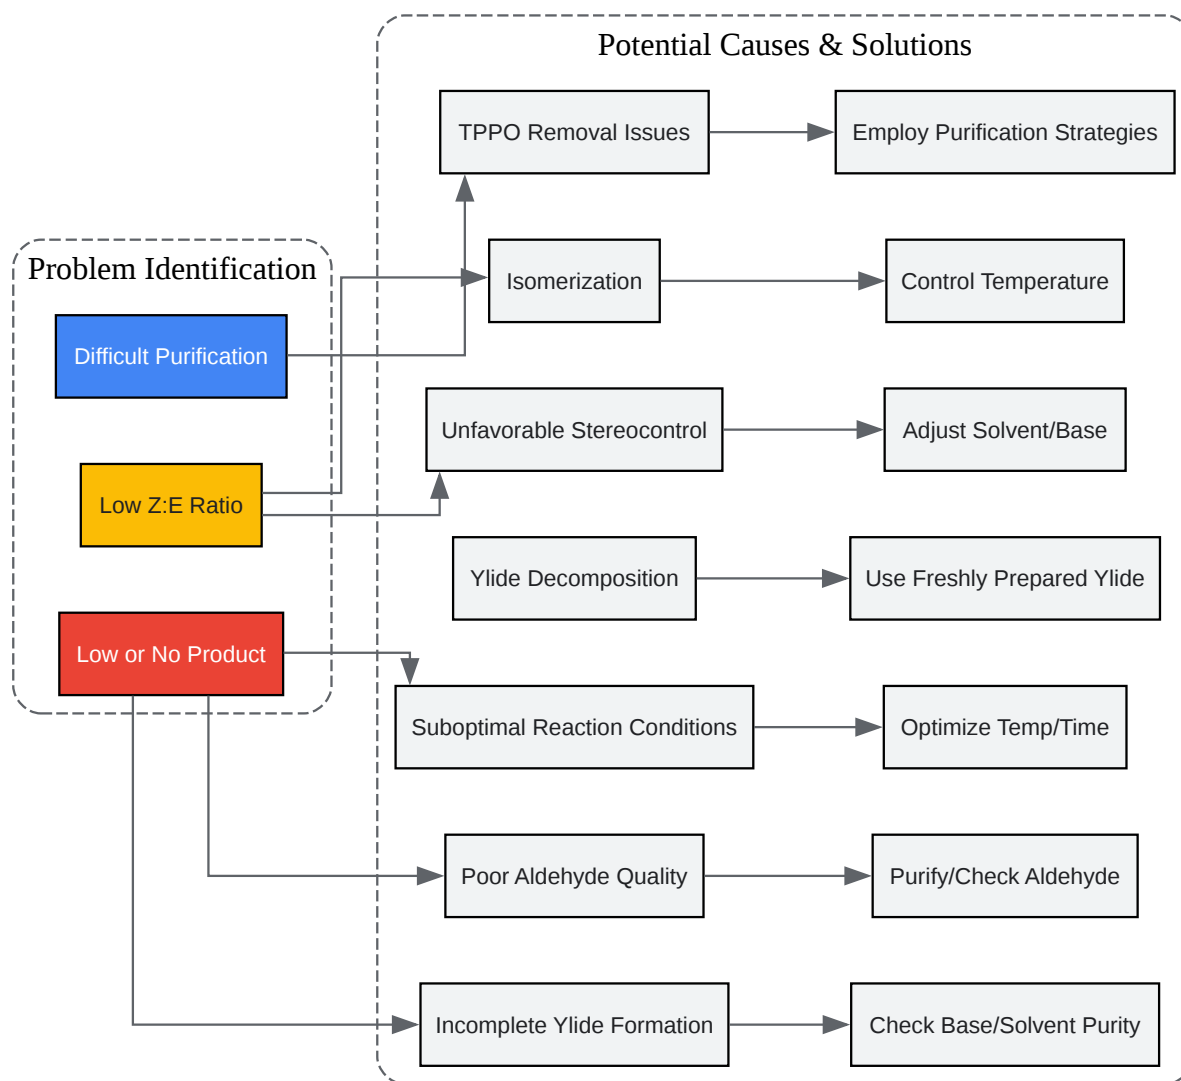 Potential Causes & Solutions
TPPO Removal Issues
Employ Purification Strategies
Problem Identification
Isomerization
Control Temperature
Difficult Purification
Unfavorable Stereocontrol
Adjust Solvent/Base
Low Z:E Ratio
Ylide Decomposition
Use Freshly Prepared Ylide
Low or No Product
Suboptimal Reaction Conditions
Optimize Temp/Time
Poor Aldehyde Quality
Purify/Check Aldehyde
Incomplete Ylide Formation
Check Base/Solvent Purity